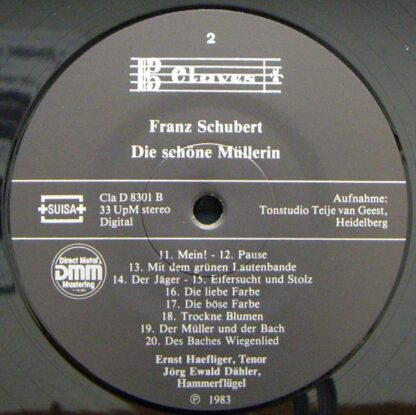 2
Claves
Franz Schubert
Die schöne Müllerin
SUISA
Cla D 8301 B
33 UpM stereo
Digital
Aufnahme:
Tonstudio Teije van Geest,
Heidelberg
Direct Metal
DMM
Mastering
11. Mein! - 12. Pause
13. Mit dem grünen Lautenbande
14. Der Jäger - 15. Eifersucht und Stolz
16. Die liebe Farbe
17. Die böse Farbe
18. Trockne Blumen
19. Der Müller und der Bach
20. Des Baches Wiegenlied
Ernst Haefliger, Tenor
Jörg Ewald Dähler,
Hammerflügel
Ⓟ 1983